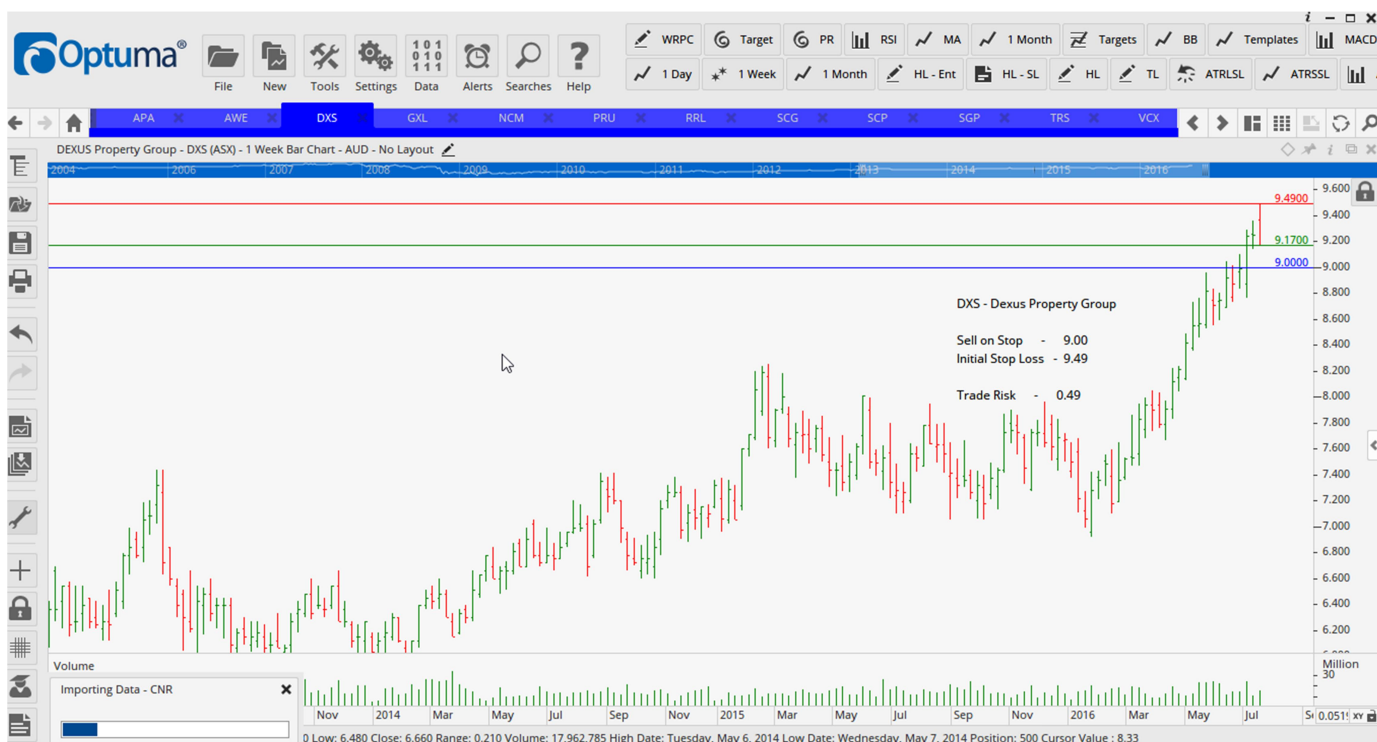 Optuma®
File
New
Tools
Settings
Data
Alerts
Searches
Help
WRPC
Target
PR
RSI
MA
1 Month
Targets
BB
Templates
MACD
1 Day
1 Week
1 Month
HL - Ent
HL - SL
HL
TL
ATRLSL
ATRSSL
APA
AWE
DXS
GXL
NCM
PRU
RRL
SCG
SCP
SGP
TRS
VCX
DEXUS Property Group - DXS (ASX) - 1 Week Bar Chart - AUD - No Layout
2004 2006 2007 2008 2009 2010 2011 2012 2013 2014 2015 2016
9.4900
9.1700
9.0000
9.600
9.400
9.200
9.000
8.800
8.600
8.400
8.200
8.000
7.800
7.600
7.400
7.200
7.000
6.800
6.600
6.400
6.200
DXS - Dexus Property Group
Sell on Stop - 9.00
Initial Stop Loss - 9.49
Trade Risk - 0.49
Volume
Million
30
Importing Data - CNR
Nov 2014 Mar May Jul Sep Nov 2015 Mar May Jul Sep Nov 2016 Mar May Jul
0 Low: 6.480 Close: 6.660 Range: 0.210 Volume: 17,962,785 High Date: Tuesday, May 6, 2014 Low Date: Wednesday, May 7, 2014 Position: 500 Cursor Value : 8.33